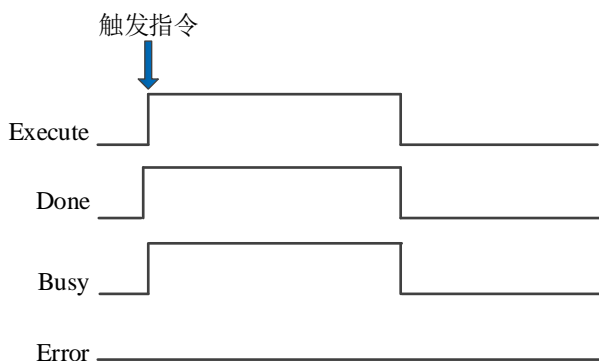 触发指令
Execute
Done
Busy
Error